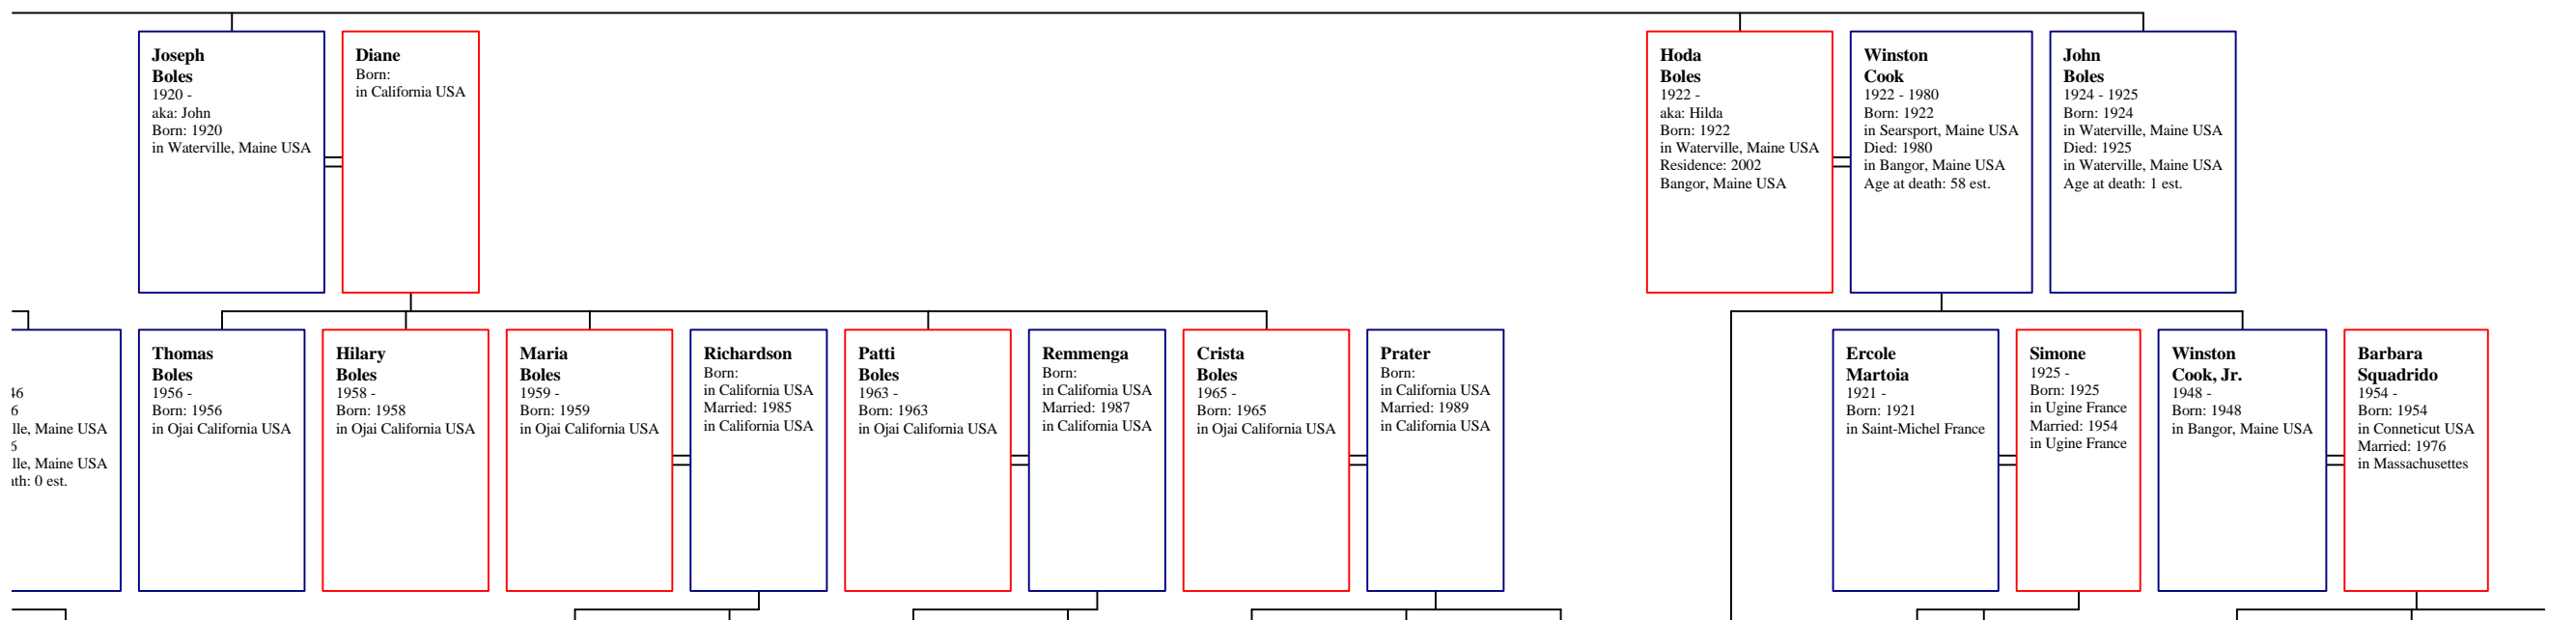 Joseph
Boles
1920 -
aka: John
Born: 1920
in Waterville, Maine USA
Diane
Born:
in California USA
Hoda
Boles
1922 -
aka: Hilda
Born: 1922
in Waterville, Maine USA
Residence: 2002
Bangor, Maine USA
Winston
Cook
1922 - 1980
Born: 1922
in Searsport, Maine USA
Died: 1980
in Bangor, Maine USA
Age at death: 58 est.
John
Boles
1924 - 1925
Born: 1924
in Waterville, Maine USA
Died: 1925
in Waterville, Maine USA
Age at death: 1 est.
Maine USA
Maine USA
0 est.
Thomas
Boles
1956 -
Born: 1956
in Ojai California USA
Hilary
Boles
1958 -
Born: 1958
in Ojai California USA
Maria
Boles
1959 -
Born: 1959
in Ojai California USA
Richardson
Born:
in California USA
Married: 1985
in California USA
Patti
Boles
1963 -
Born: 1963
in Ojai California USA
Remmenga
Born:
in California USA
Married: 1987
in California USA
Crista
Boles
1965 -
Born: 1965
in Ojai California USA
Prater
Born:
in California USA
Married: 1989
in California USA
Ercole
Martoia
1921 -
Born: 1921
in Saint-Michel France
Simone
1925 -
Born: 1925
in Ugine France
Married: 1954
in Ugine France
Winston
Cook, Jr.
1948 -
Born: 1948
in Bangor, Maine USA
Barbara
Squadrido
1954 -
Born: 1954
in Conneticut USA
Married: 1976
in Massachusettes